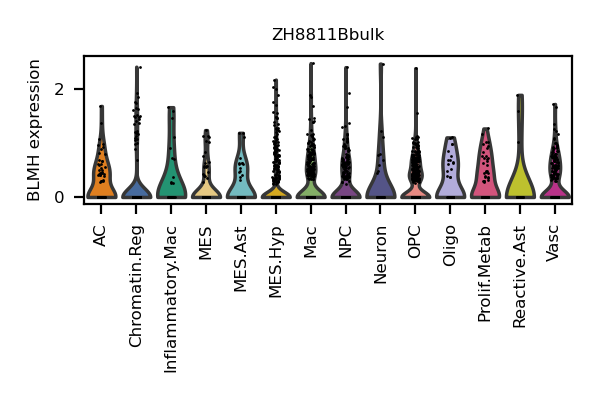 ZH8811Bbulk
BLMH expression
2
0
AC
Chromatin.Reg
Inflammatory.Mac
MES
MES.Ast
MES.Hyp
Mac
NPC
Neuron
OPC
Oligo
Prolif.Metab
Reactive.Ast
Vasc